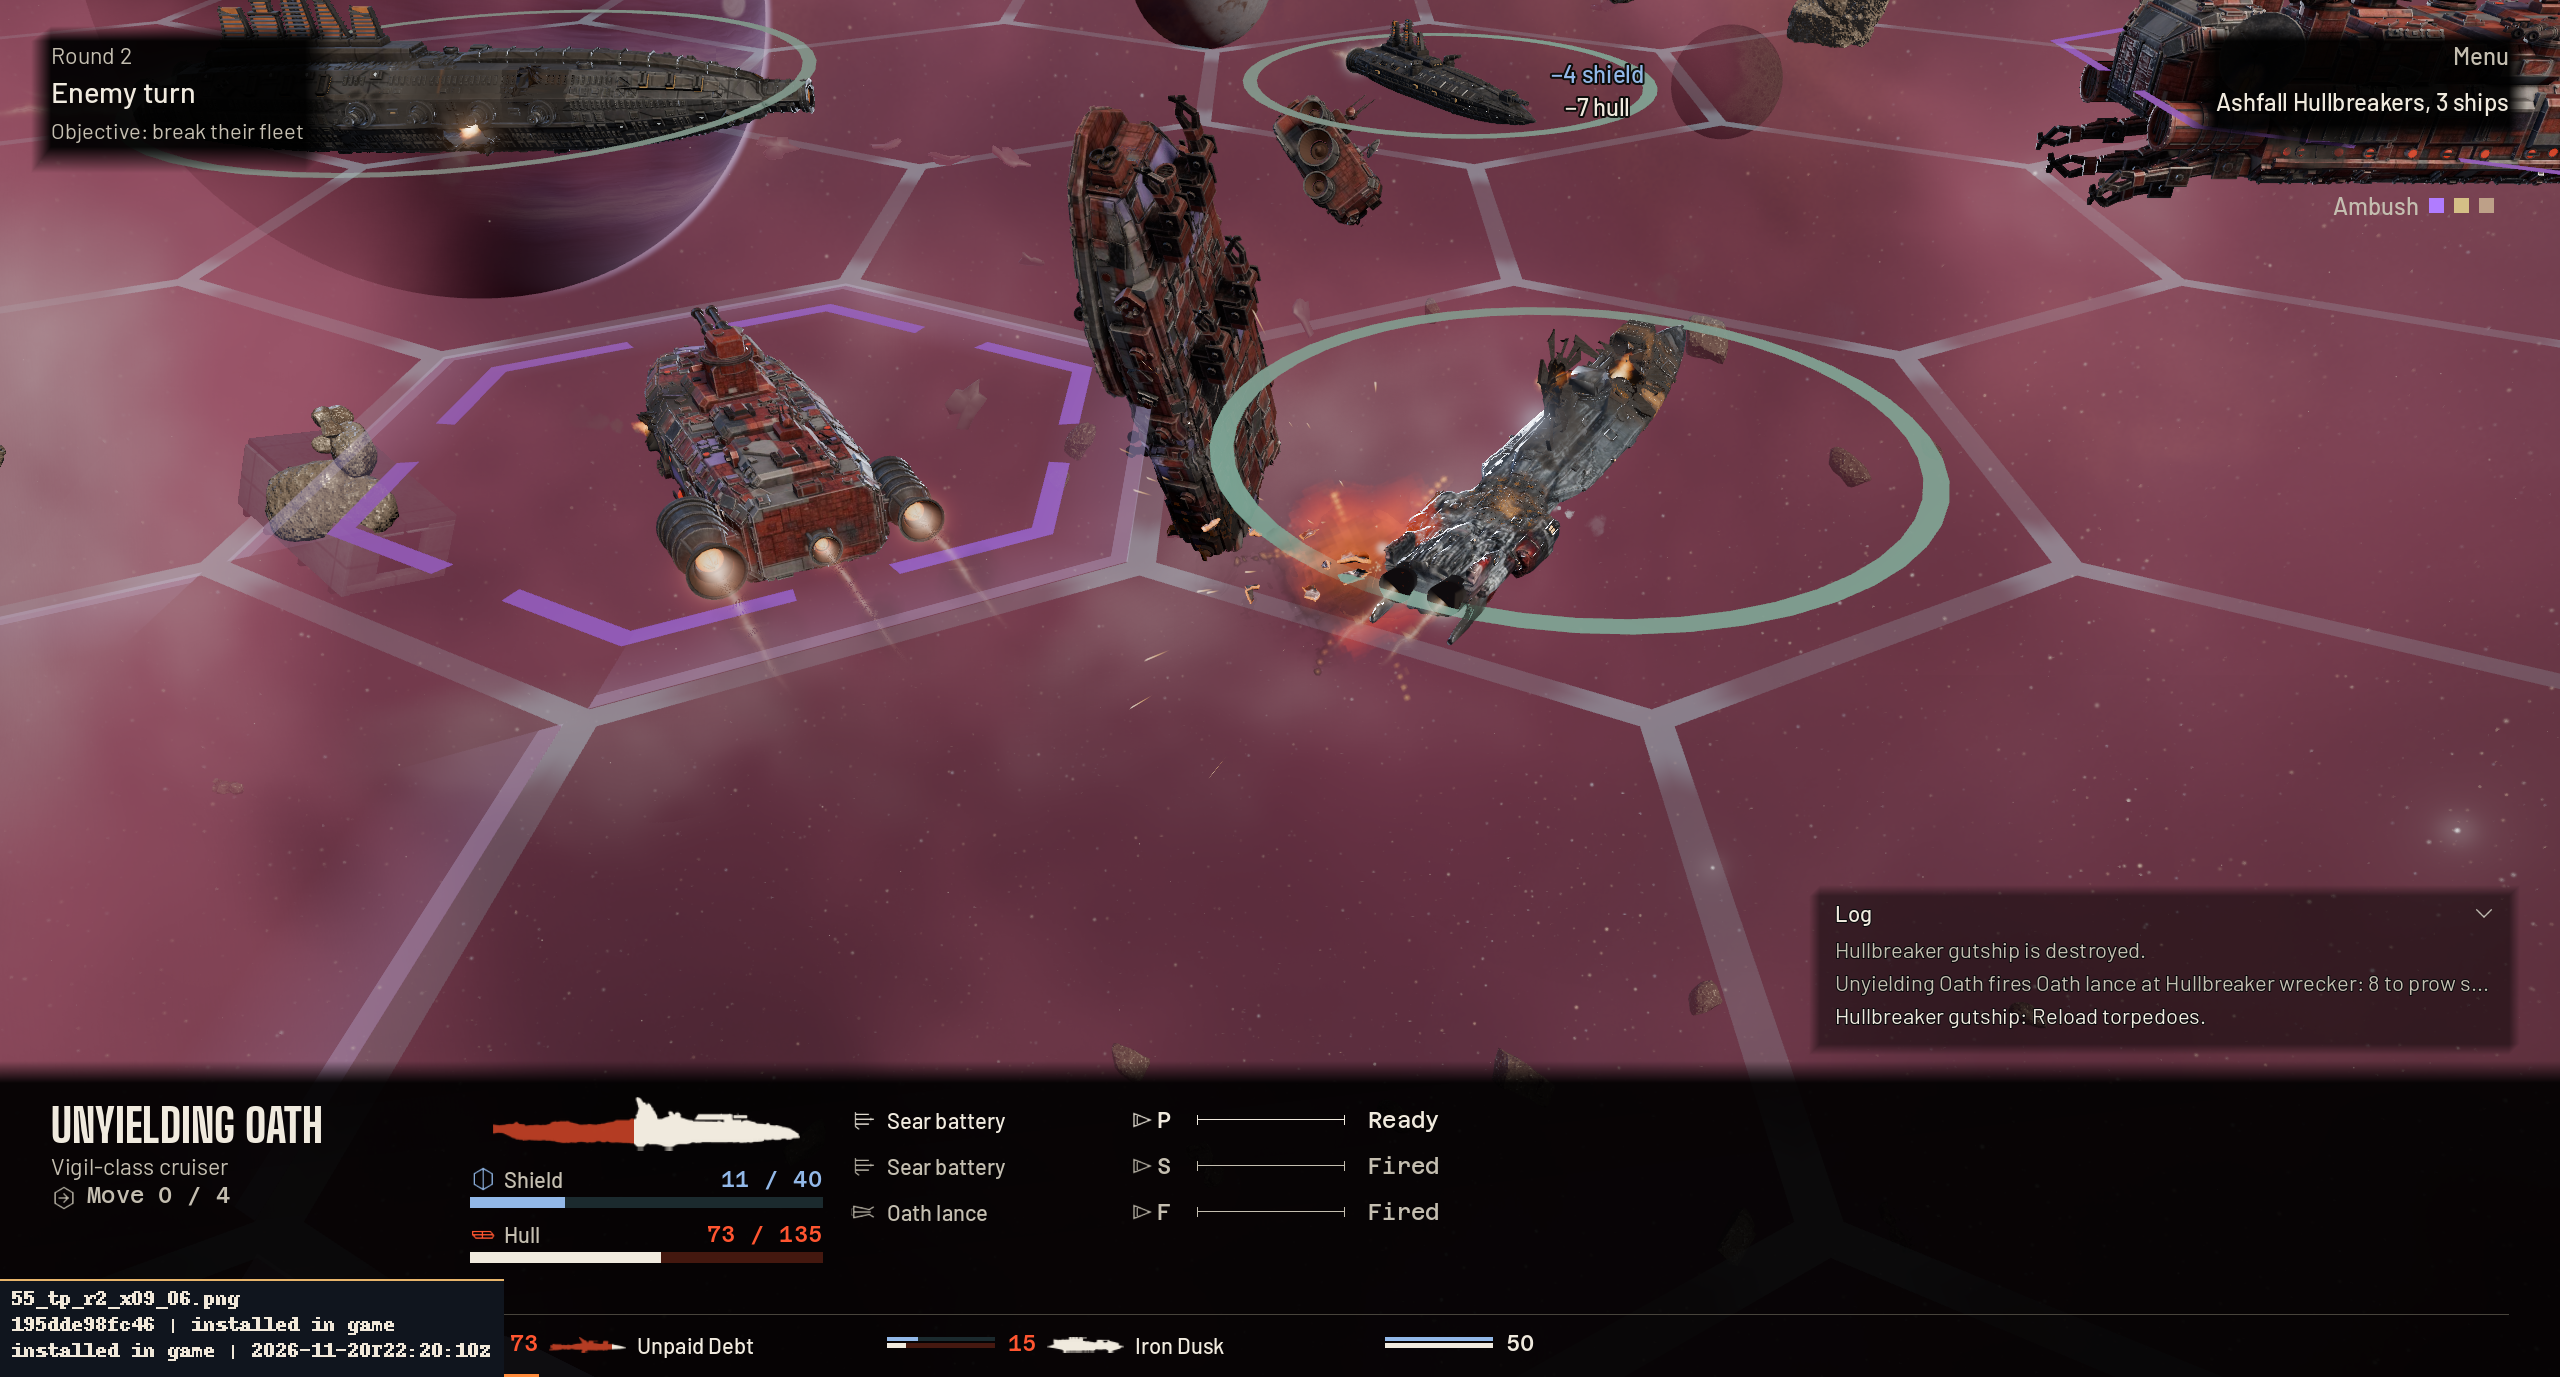 Round 2
Enemy turn
Objective: break their fleet
−4 shield
−7 hull
Menu
Ashfall Hullbreakers, 3 ships
Ambush
Log
Hullbreaker gutship is destroyed.
Unyielding Oath fires Oath lance at Hullbreaker wrecker: 8 to prow s...
Hullbreaker gutship: Reload torpedoes.
UNYIELDING OATH
Vigil-class cruiser
Move 0 / 4
Shield 11 / 40
Hull 73 / 135
Sear battery P Ready
Sear battery S Fired
Oath lance F Fired
55_tp_r2_x09_06.png
195dde98fc46 | installed in game
installed in game | 2026-11-20T22:20:10Z
73 Unpaid Debt 15 Iron Dusk 50